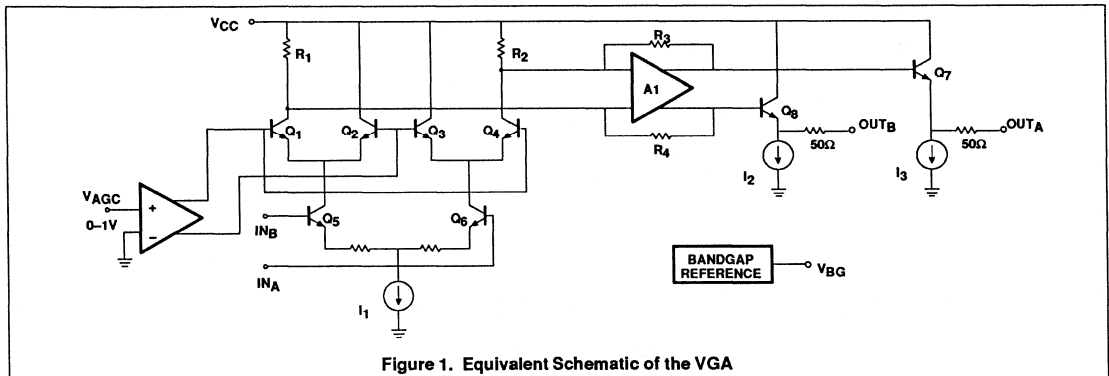 VCC
R1
R2
R3
A1
R4
Q7
Q8
OUTB
50Ω
OUTA
50Ω
I2
I3
Q1
Q2
Q3
Q4
VAGC
0–1V
+
–
INB
Q5
Q6
INA
I1
BANDGAP
REFERENCE
VBG
Figure 1. Equivalent Schematic of the VGA